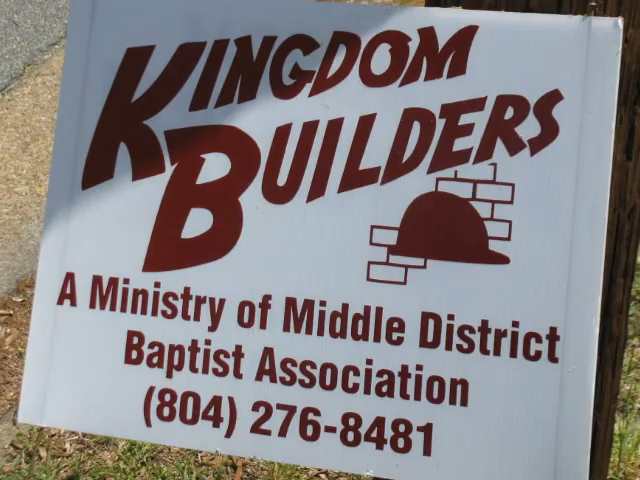 KINGDOM
BUILDERS
A Ministry of Middle District
Baptist Association
(804) 276-8481